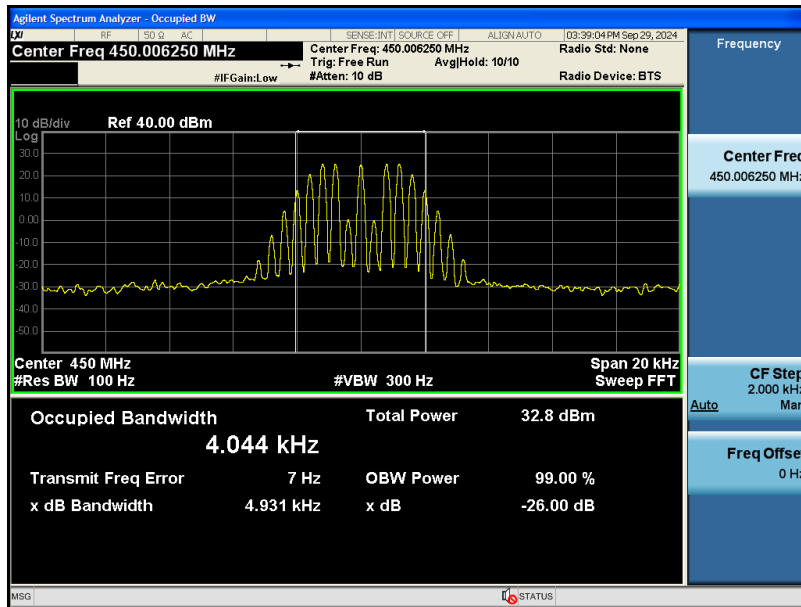 Agilent Spectrum Analyzer - Occupied BW
LXI RF 50 Ω AC SENSE:INT SOURCE OFF ALIGN AUTO 03:39:04 PM Sep 29, 2024
Center Freq 450.006250 MHz
Center Freq: 450.006250 MHz Radio Std: None
Trig: Free Run Avg|Hold: 10/10
#IFGain:Low #Atten: 10 dB Radio Device: BTS
10 dB/div Ref 40.00 dBm
Log
30.0
20.0
10.0
0.00
-10.0
-20.0
-30.0
-40.0
-50.0
Center 450 MHz Span 20 kHz
#Res BW 100 Hz #VBW 300 Hz Sweep FFT
Occupied Bandwidth Total Power 32.8 dBm
4.044 kHz
Transmit Freq Error 7 Hz OBW Power 99.00 %
x dB Bandwidth 4.931 kHz x dB -26.00 dB
MSG STATUS
Frequency
Center Freq
450.006250 MHz
CF Step
2.000 kHz
Auto Man
Freq Offset
0 Hz